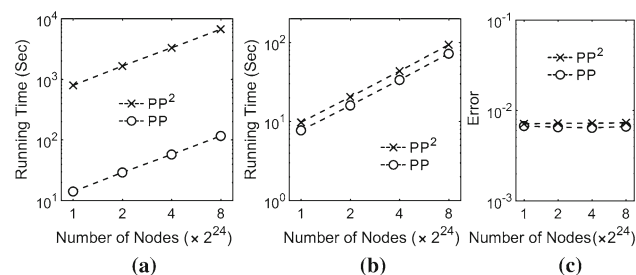 10^4
10^3
10^2
10^1
Running Time (Sec)
PP^2
PP
1 2 4 8
Number of Nodes (× 2^24)
(a)
10^2
10^1
10^0
Running Time (Sec)
PP^2
PP
1 2 4 8
Number of Nodes (× 2^24)
(b)
10^-1
10^-2
10^-3
Error
PP^2
PP
1 2 4 8
Number of Nodes(× 2^24)
(c)